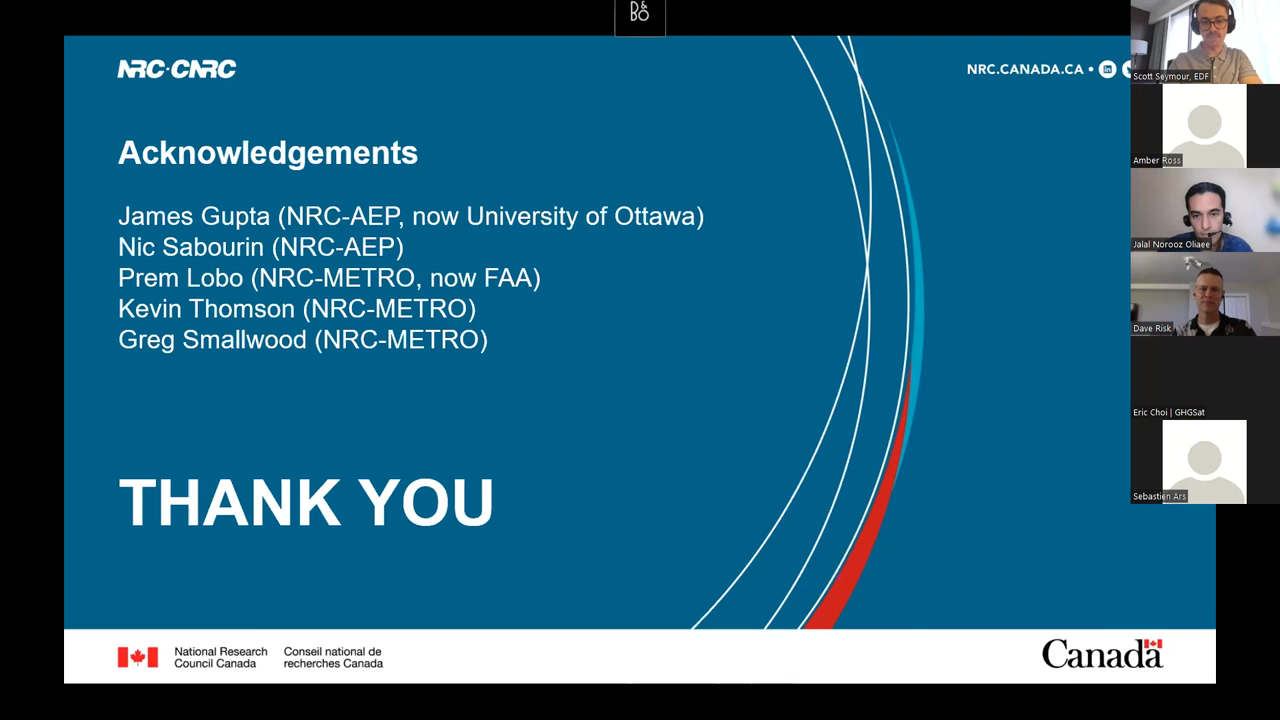 D&
BO
NRC·CNRC
NRC.CANADA.CA •
Acknowledgements
James Gupta (NRC-AEP, now University of Ottawa)
Nic Sabourin (NRC-AEP)
Prem Lobo (NRC-METRO, now FAA)
Kevin Thomson (NRC-METRO)
Greg Smallwood (NRC-METRO)
THANK YOU
National Research
Council Canada
Conseil national de
recherches Canada
Canada
Scott Seymour, EDF
Amber Ross
Jalal Norooz Oliaee
Dave Risk
Eric Choi | GHGSat
Sebastien Ars